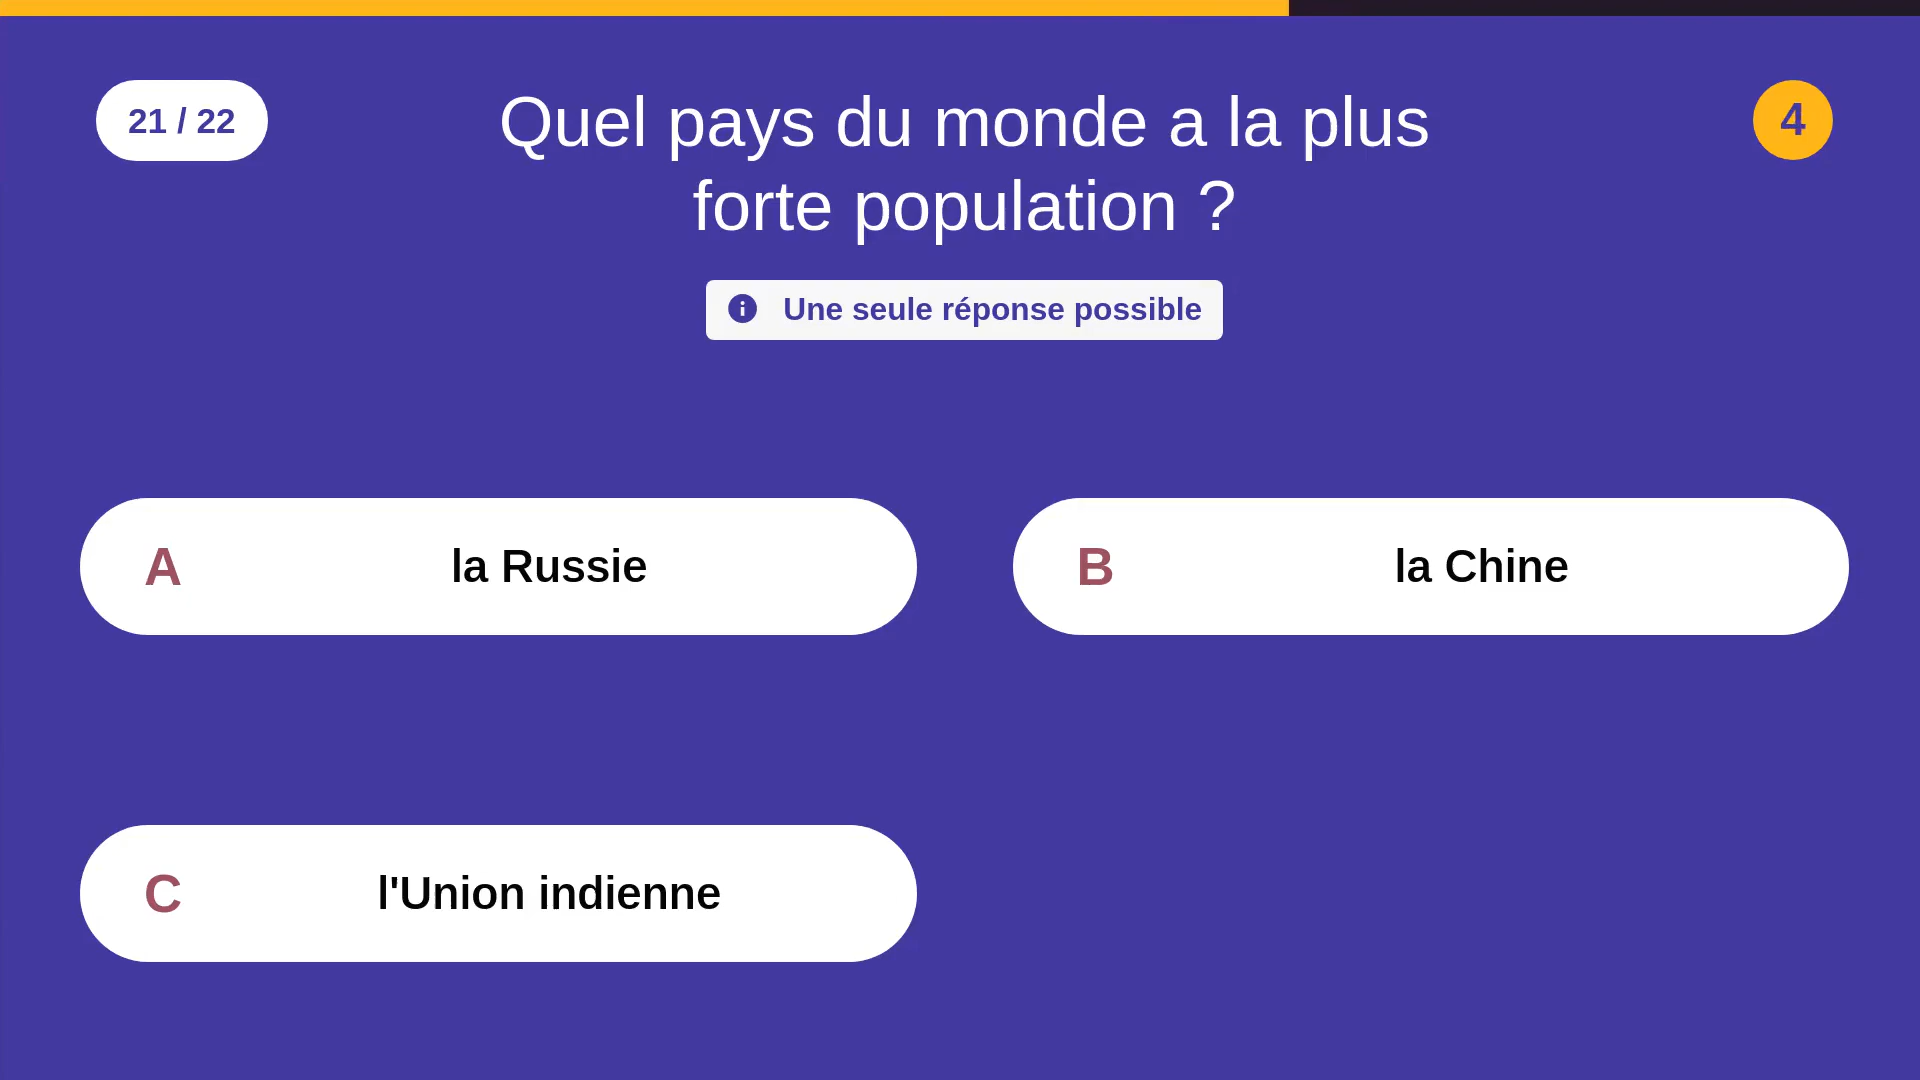 21 / 22
Quel pays du monde a la plus
forte population ?
4
Une seule réponse possible
A la Russie
B la Chine
C l'Union indienne